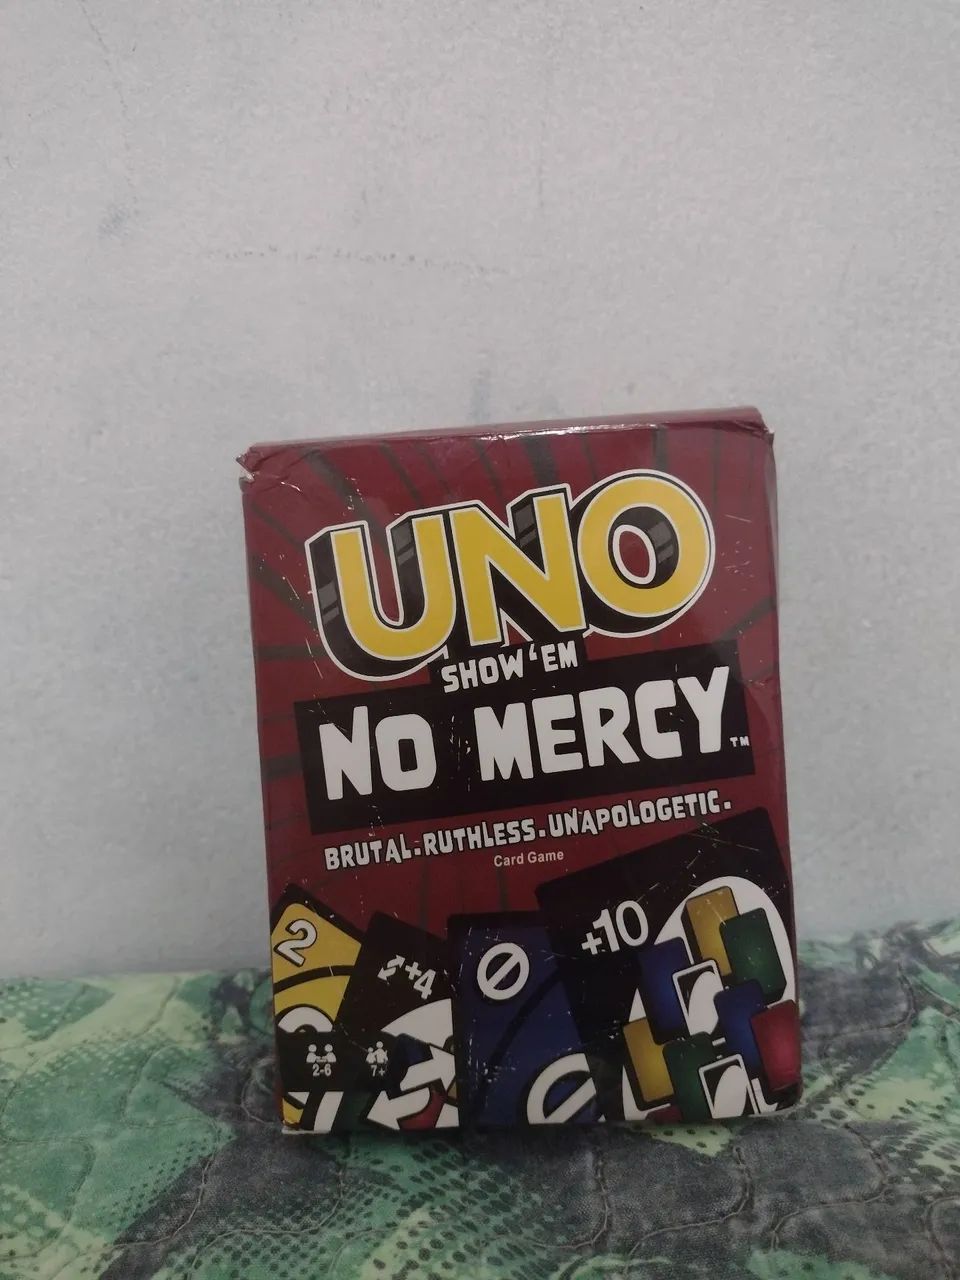 UNO
SHOW 'EM
NO MERCY™
BRUTAL.RUTHLESS.UNAPOLOGETIC.
Card Game
2
+4
+10
2-6
7+